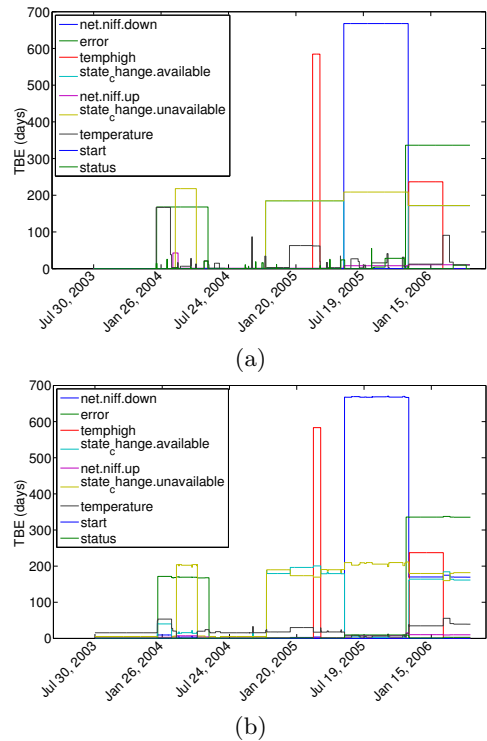 700
600
500
400
300
200
100
0
TBE (days)
net.niff.down
error
temphigh
state_change.available
net.niff.up
state_change.unavailable
temperature
start
status
Jul 30, 2003
Jan 26, 2004
Jul 24, 2004
Jan 20, 2005
Jul 19, 2005
Jan 15, 2006
(a)
700
600
500
400
300
200
100
0
TBE (days)
net.niff.down
error
temphigh
state_change.available
net.niff.up
state_change.unavailable
temperature
start
status
Jul 30, 2003
Jan 26, 2004
Jul 24, 2004
Jan 20, 2005
Jul 19, 2005
Jan 15, 2006
(b)